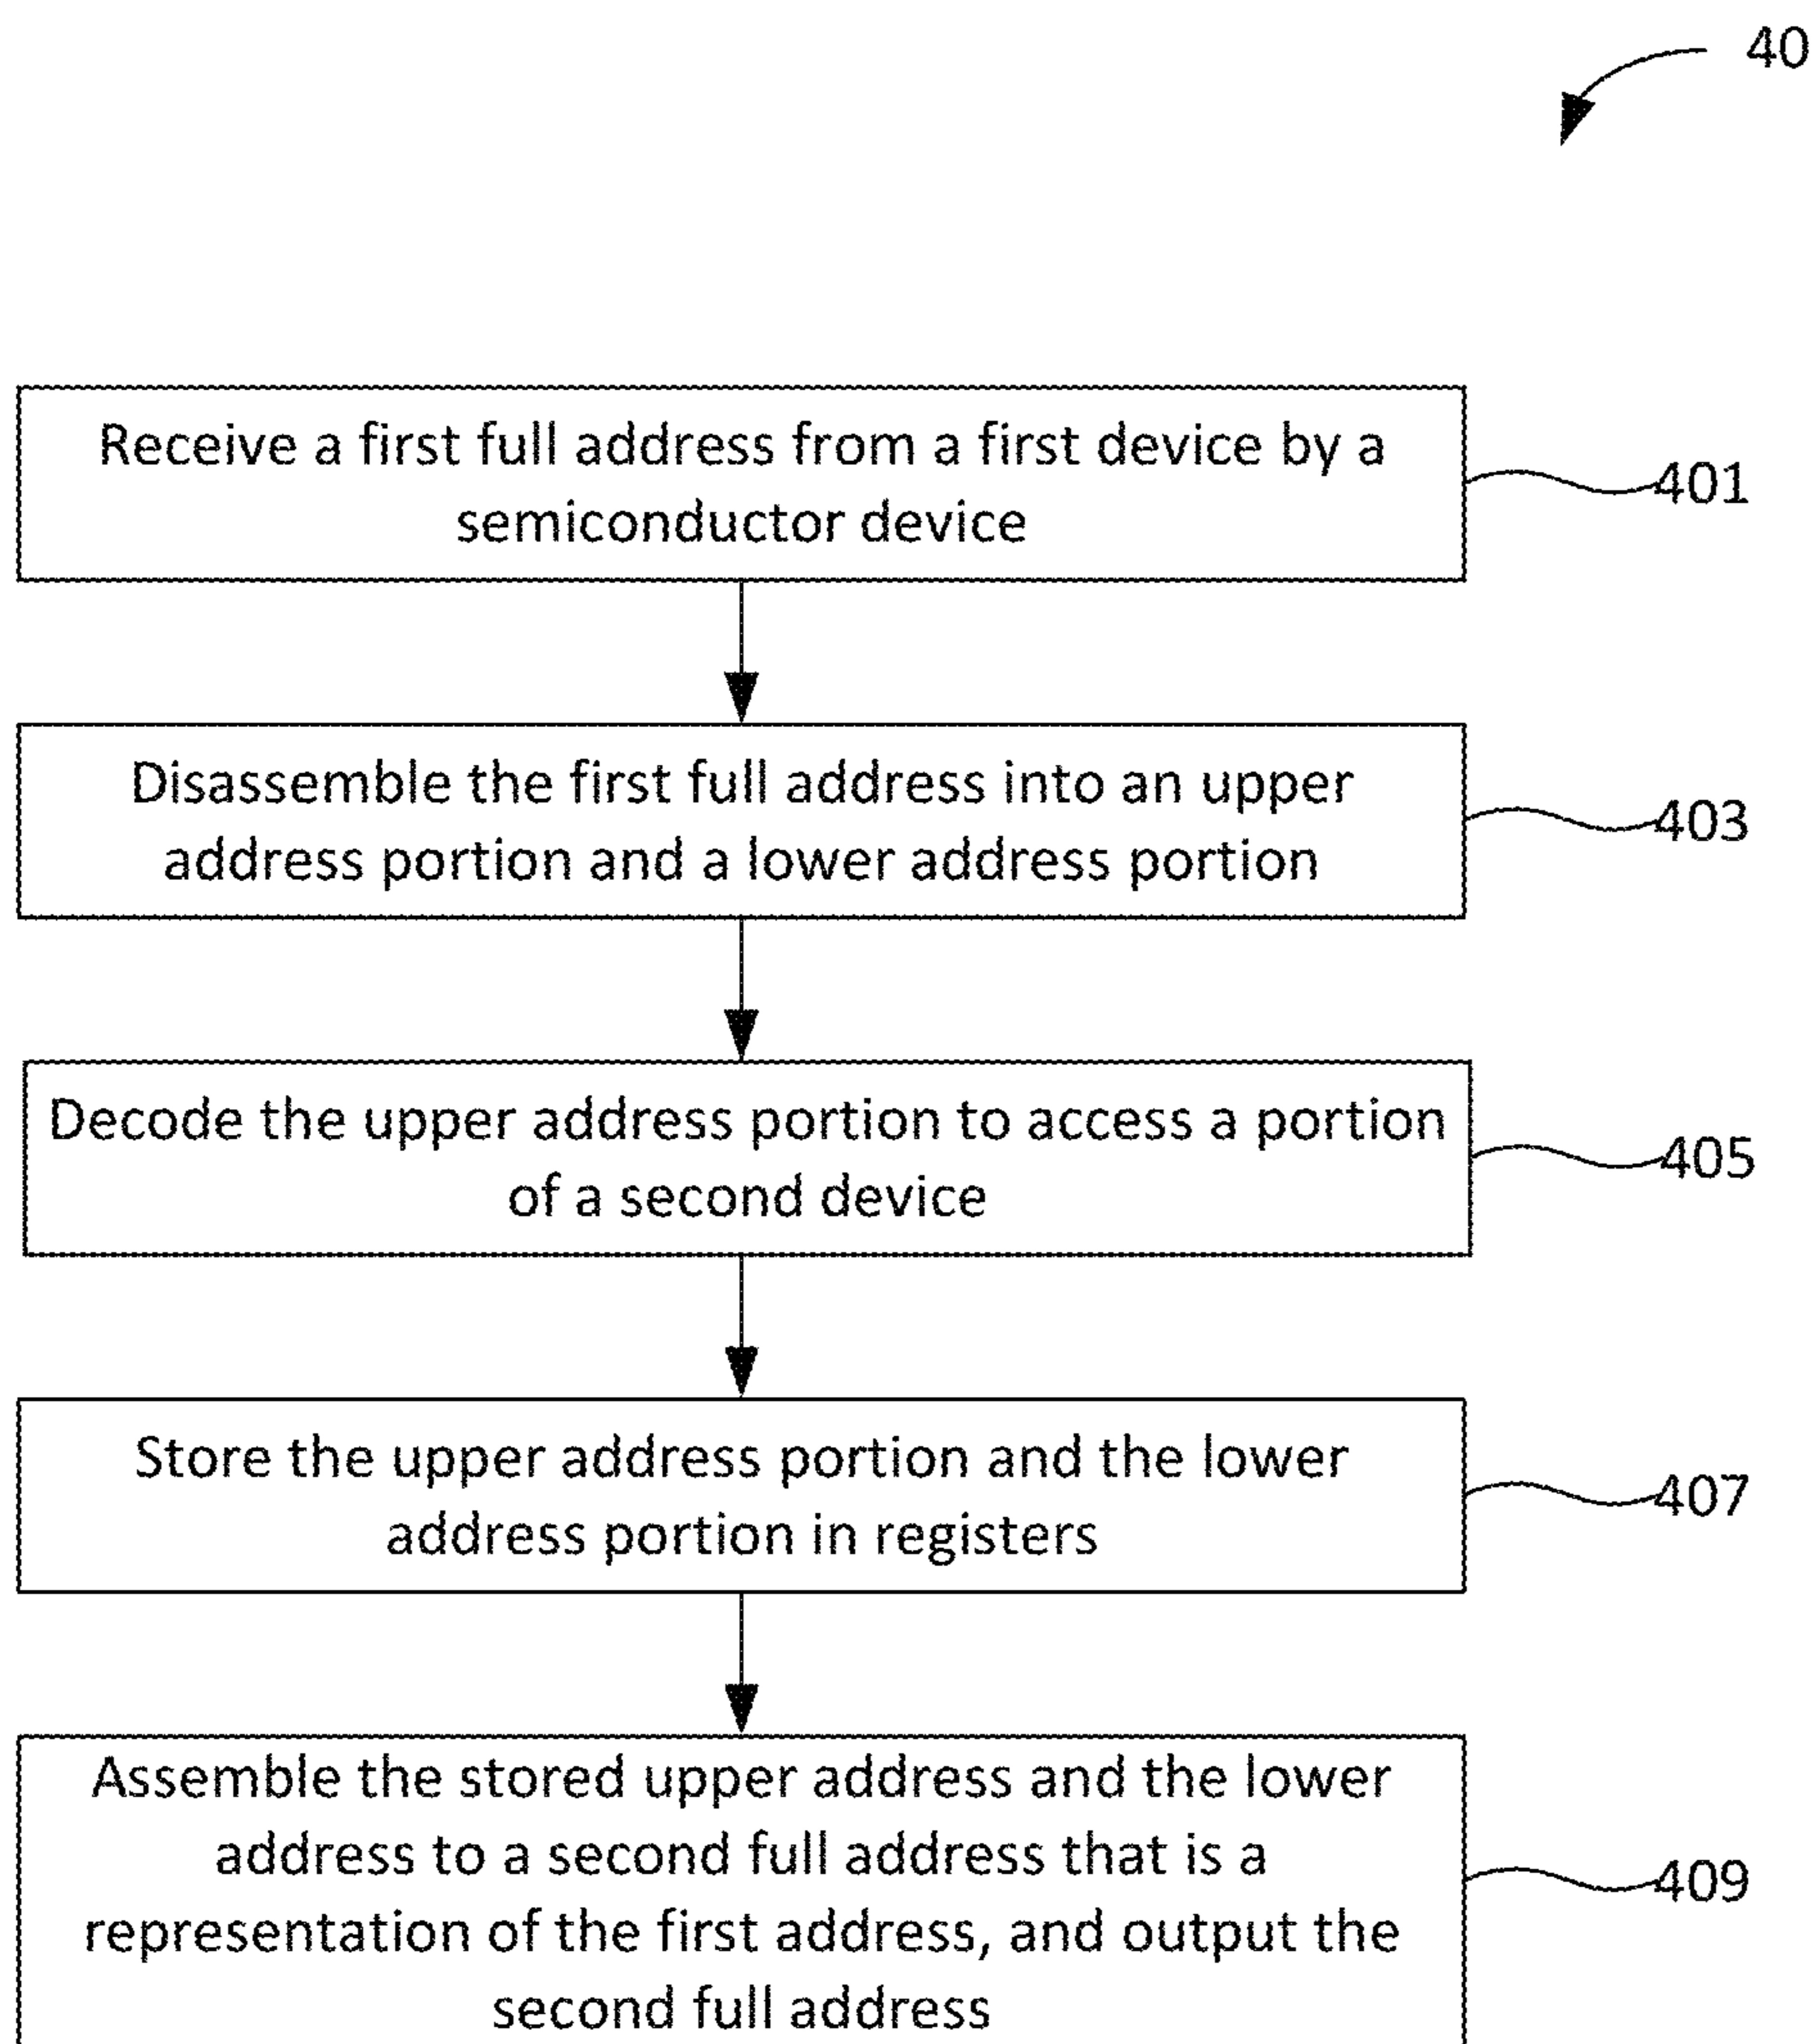 40
Receive a first full address from a first device by a
semiconductor device
401
Disassemble the first full address into an upper
address portion and a lower address portion
403
Decode the upper address portion to access a portion
of a second device
405
Store the upper address portion and the lower
address portion in registers
407
Assemble the stored upper address and the lower
address to a second full address that is a
representation of the first address, and output the
second full address
409